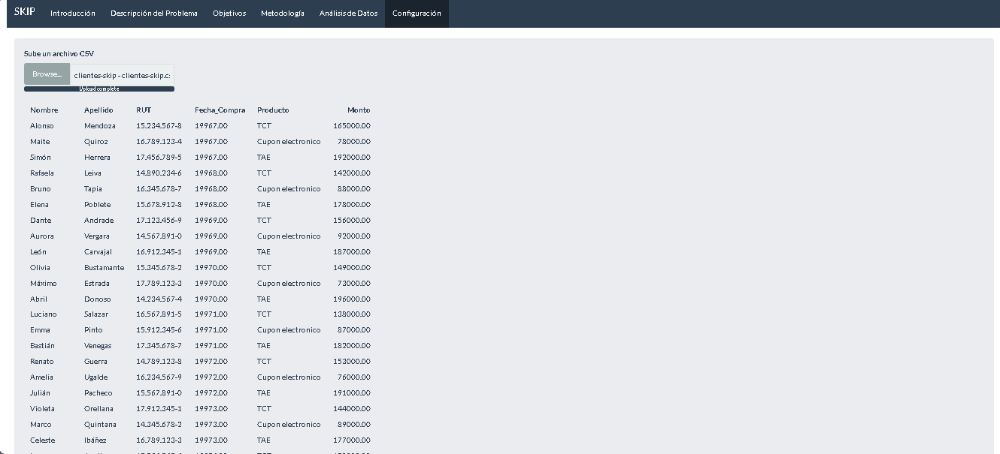 SKIP Introducción Descripción del Problema Objetivos Metodología Análisis de Datos Configuración
Sube un archivo CSV
Browse... clientes-skip - clientes-skip.c
Upload complete
Nombre Apellido RUT Fecha_Compra Producto Monto
Alonso Mendoza 15.234.567-8 19967.00 TCT 165000.00
Maite Quiroz 16.789.123-4 19967.00 Cupon electronico 78000.00
Simón Herrera 17.456.789-5 19967.00 TAE 192000.00
Rafaela Leiva 14.890.234-6 19968.00 TCT 142000.00
Bruno Tapia 16.345.678-7 19968.00 Cupon electronico 88000.00
Elena Poblete 15.678.912-8 19968.00 TAE 178000.00
Dante Andrade 17.123.456-9 19969.00 TCT 156000.00
Aurora Vergara 14.567.891-0 19969.00 Cupon electronico 92000.00
León Carvajal 16.912.345-1 19969.00 TAE 187000.00
Olivia Bustamante 15.345.678-2 19970.00 TCT 149000.00
Máximo Estrada 17.789.123-3 19970.00 Cupon electronico 73000.00
Abril Donoso 14.234.567-4 19970.00 TAE 196000.00
Luciano Salazar 16.567.891-5 19971.00 TCT 138000.00
Emma Pinto 15.912.345-6 19971.00 Cupon electronico 87000.00
Bastián Venegas 17.345.678-7 19971.00 TAE 182000.00
Renato Guerra 14.789.123-8 19972.00 TCT 153000.00
Amelia Ugalde 16.234.567-9 19972.00 Cupon electronico 76000.00
Julián Pacheco 15.567.891-0 19972.00 TAE 191000.00
Violeta Orellana 17.912.345-1 19973.00 TCT 144000.00
Marco Quintana 14.345.678-2 19973.00 Cupon electronico 89000.00
Celeste Ibáñez 16.789.123-3 19973.00 TAE 177000.00